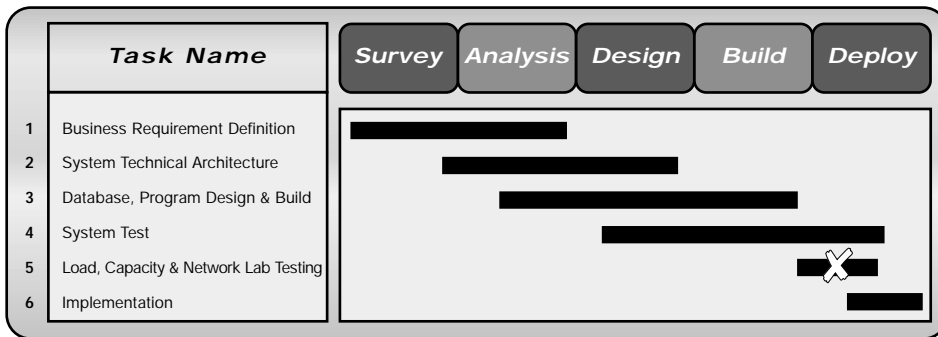 Task Name
Survey Analysis Design Build Deploy
1 Business Requirement Definition
2 System Technical Architecture
3 Database, Program Design & Build
4 System Test
5 Load, Capacity & Network Lab Testing
6 Implementation